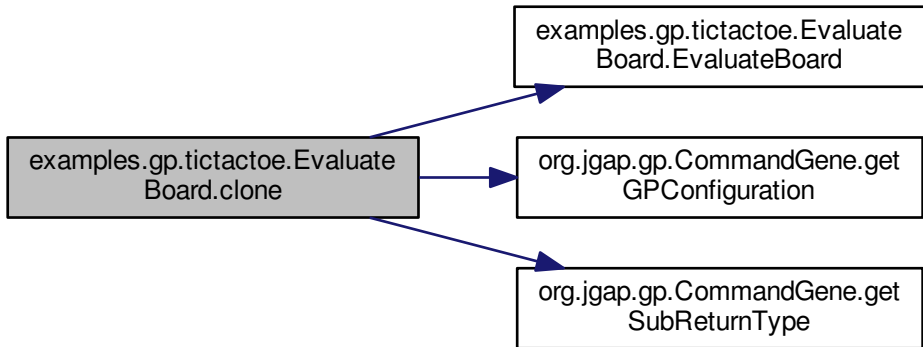 examples.gp.tictactoe.Evaluate
Board.EvaluateBoard
examples.gp.tictactoe.Evaluate
Board.clone
org.jgap.gp.CommandGene.get
GPConfiguration
org.jgap.gp.CommandGene.get
SubReturnType